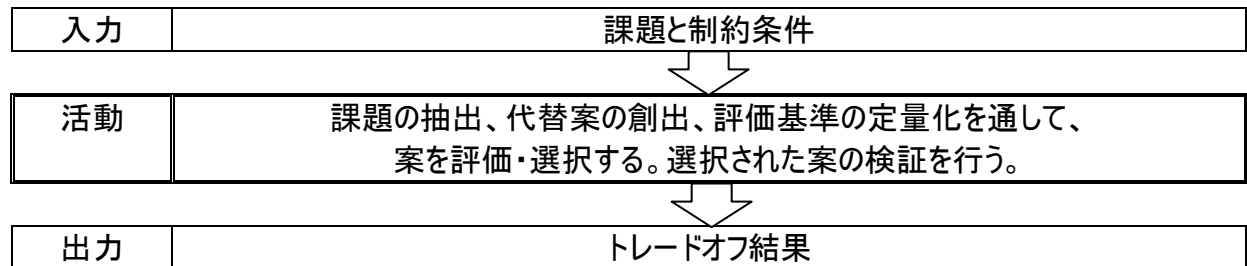 入力 課題と制約条件
活動 課題の抽出、代替案の創出、評価基準の定量化を通して、
案を評価・選択する。選択された案の検証を行う。
出力 トレードオフ結果